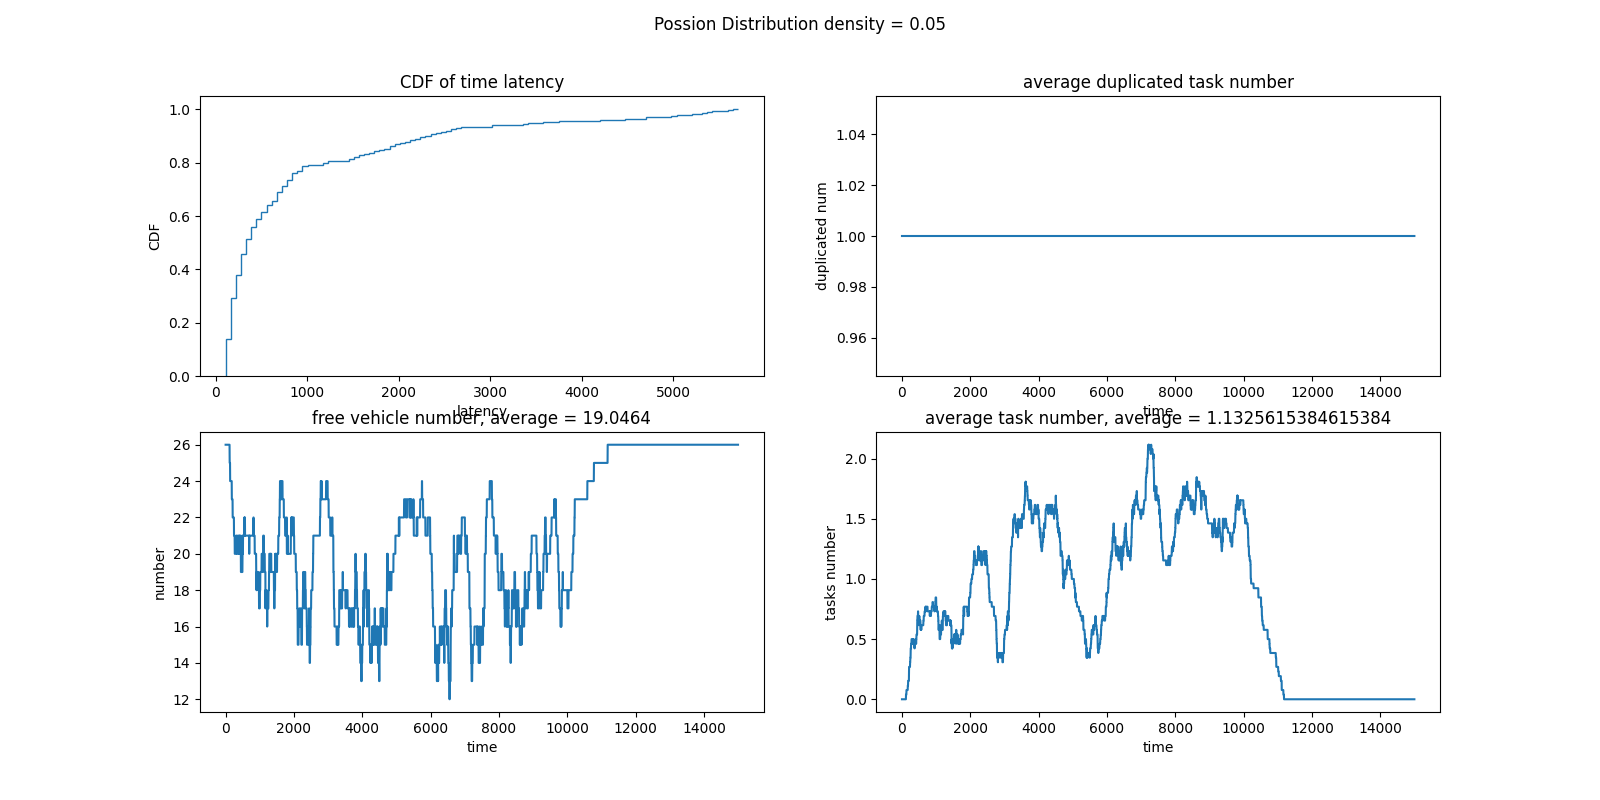 Possion Distribution density = 0.05
CDF of time latency
1.0
0.8
0.6
0.4
0.2
0.0
CDF
0 1000 2000 3000 4000 5000
latency
average duplicated task number
1.04
1.02
1.00
0.98
0.96
duplicated num
0 2000 4000 6000 8000 10000 12000 14000
time
free vehicle number, average = 19.0464
26
24
22
20
18
16
14
12
number
0 2000 4000 6000 8000 10000 12000 14000
time
average task number, average = 1.1325615384615384
2.0
1.5
1.0
0.5
0.0
tasks number
0 2000 4000 6000 8000 10000 12000 14000
time